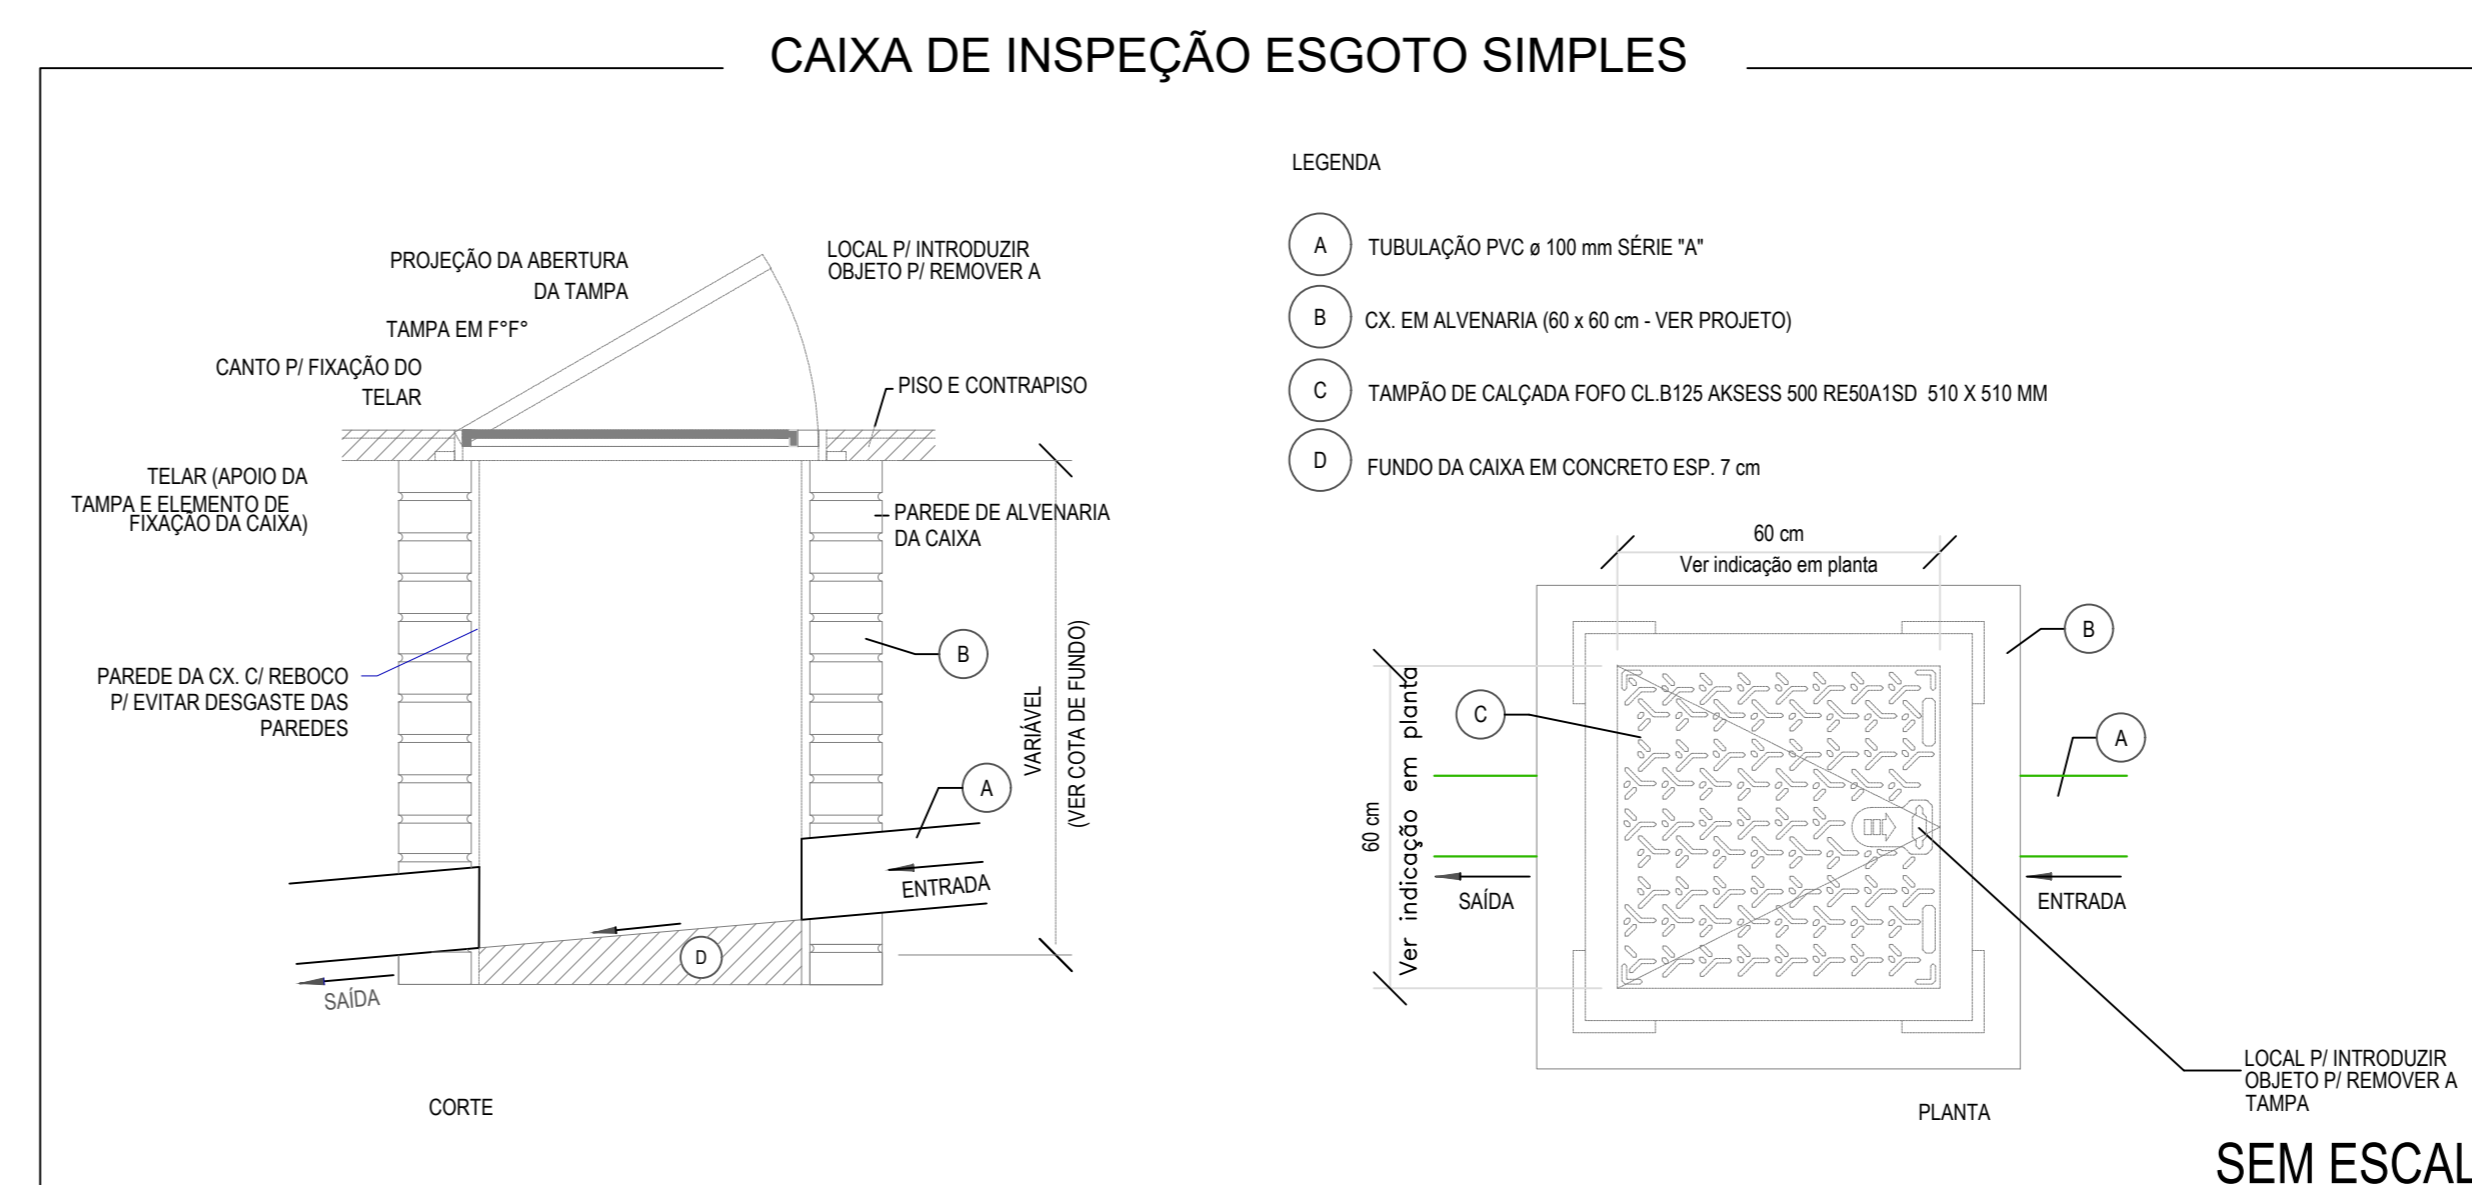 CAIXA DE INSPEÇÃO ESGOTO SIMPLES
PROJEÇÃO DA ABERTURA
DA TAMPA
TAMPA EM F°F°
CANTO P/ FIXAÇÃO DO
TELAR
LOCAL P/ INTRODUZIR
OBJETO P/ REMOVER A
PISO E CONTRAPISO
TELAR (APOIO DA
TAMPA E ELEMENTO DE
FIXAÇÃO DA CAIXA)
PAREDE DE ALVENARIA
DA CAIXA
B
PAREDE DA CX. C/ REBOCO
P/ EVITAR DESGASTE DAS
PAREDES
VARIÁVEL
(VER COTA DE FUNDO)
A
ENTRADA
D
SAÍDA
CORTE
LEGENDA
A TUBULAÇÃO PVC ø 100 mm SÉRIE "A"
B CX. EM ALVENARIA (60 x 60 cm - VER PROJETO)
C TAMPÃO DE CALÇADA FOFO CL.B125 AKSESS 500 RE50A1SD 510 X 510 MM
D FUNDO DA CAIXA EM CONCRETO ESP. 7 cm
60 cm
Ver indicação em planta
B
C
A
60 cm
Ver indicação em planta
SAÍDA
ENTRADA
LOCAL P/ INTRODUZIR
OBJETO P/ REMOVER A
TAMPA
PLANTA
SEM ESCAL